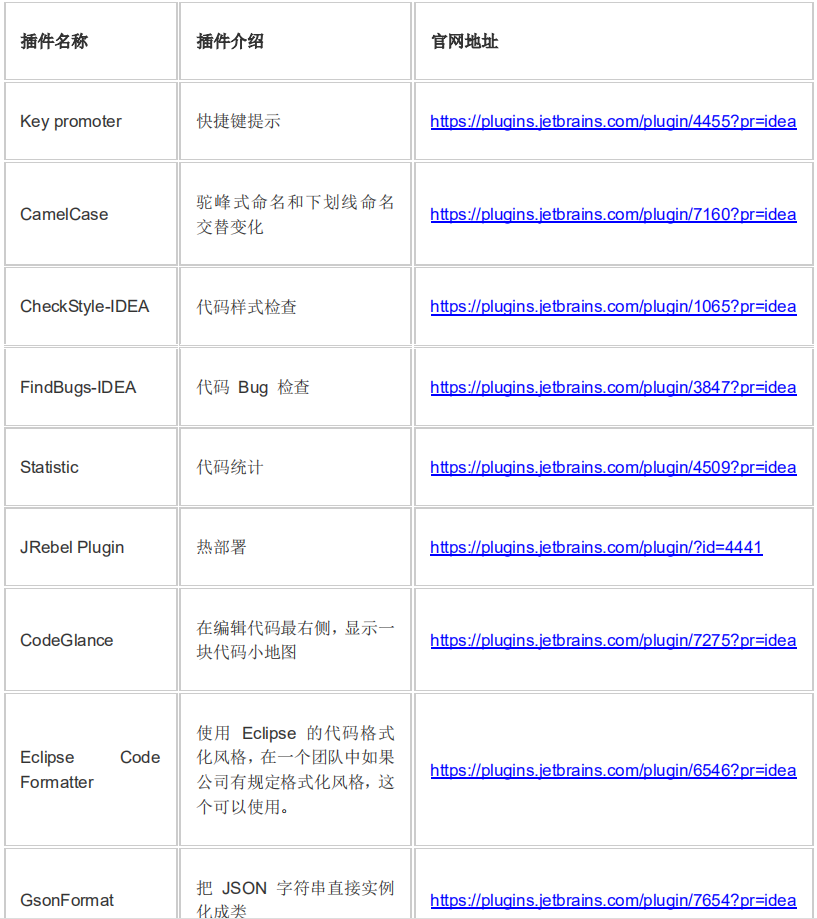 插件名称
插件介绍
官网地址
Key promoter
快捷键提示
https://plugins.jetbrains.com/plugin/4455?pr=idea
CamelCase
驼峰式命名和下划线命名
交替变化
https://plugins.jetbrains.com/plugin/7160?pr=idea
CheckStyle-IDEA
代码样式检查
https://plugins.jetbrains.com/plugin/1065?pr=idea
FindBugs-IDEA
代码 Bug 检查
https://plugins.jetbrains.com/plugin/3847?pr=idea
Statistic
代码统计
https://plugins.jetbrains.com/plugin/4509?pr=idea
JRebel Plugin
热部署
https://plugins.jetbrains.com/plugin/?id=4441
CodeGlance
在编辑代码最右侧，显示一
块代码小地图
https://plugins.jetbrains.com/plugin/7275?pr=idea
Eclipse Code
Formatter
使用 Eclipse 的代码格式
化风格，在一个团队中如果
公司有规定格式化风格，这
个可以使用。
https://plugins.jetbrains.com/plugin/6546?pr=idea
GsonFormat
把 JSON 字符串直接实例
化成类
https://plugins.jetbrains.com/plugin/7654?pr=idea